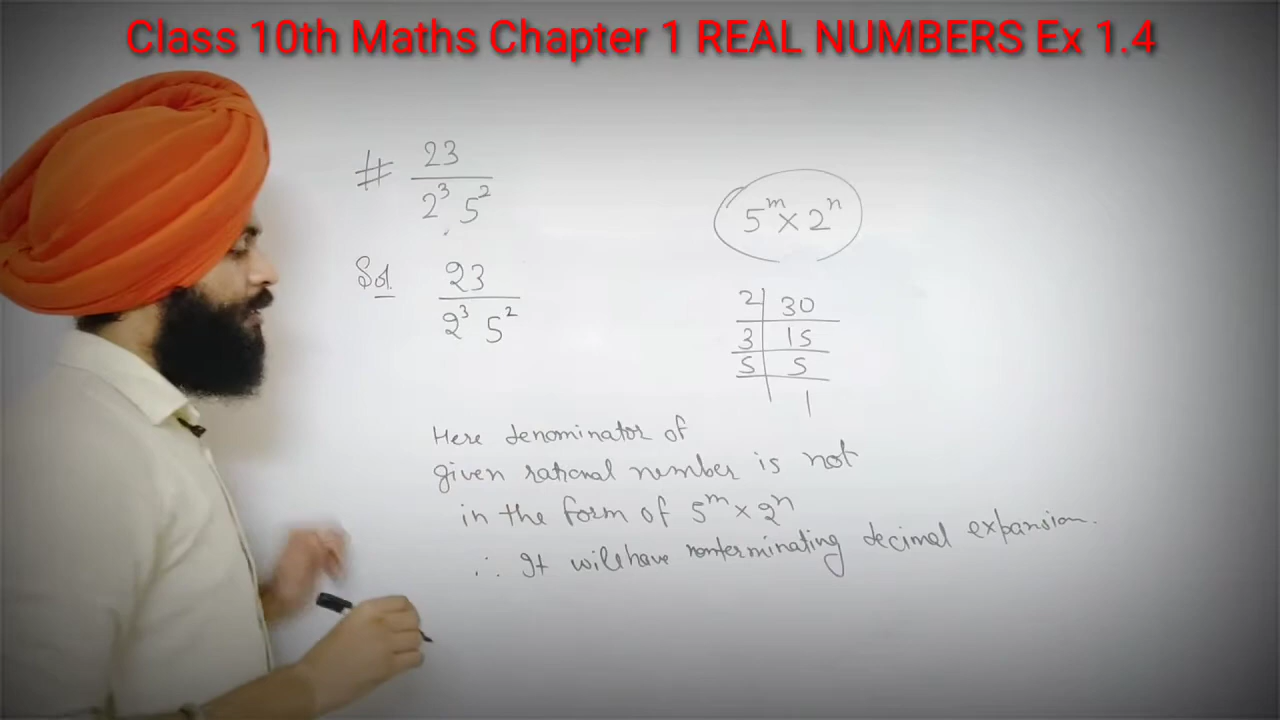 Class 10th Maths Chapter 1 REAL NUMBERS Ex 1.4
# 23
2³ 5²
5ᵐ × 2ⁿ
Sol. 23
2³ 5²
2 | 30
3 | 15
5 | 5
| 1
Here denominator of
given rational number is not
in the form of 5ᵐ × 2ⁿ
∴ It will have nonterminating decimal expansion.